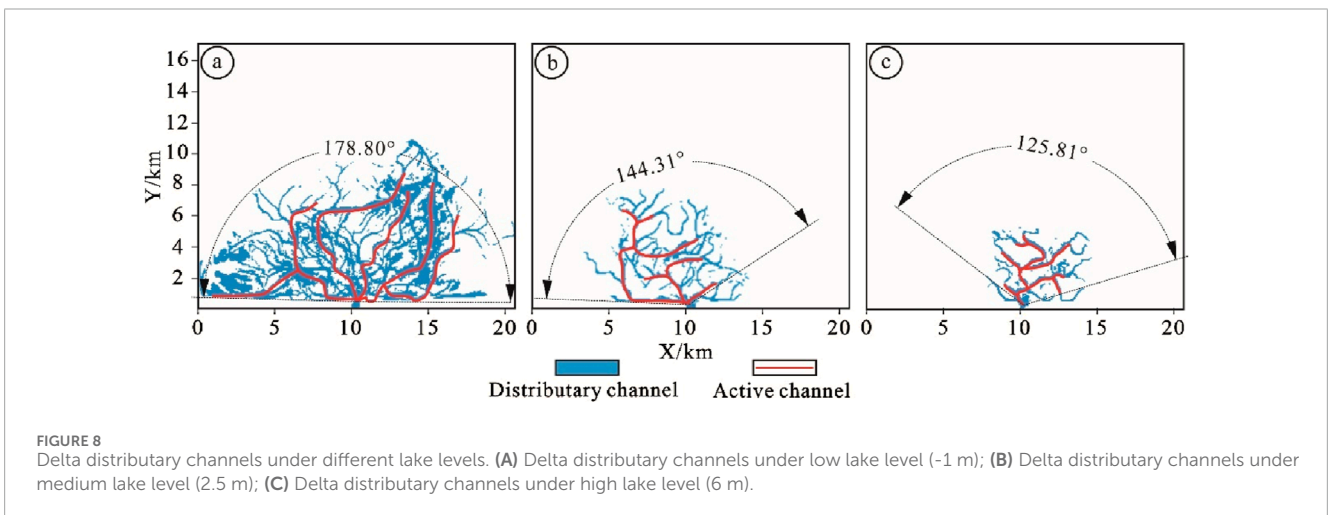 a
b
c
16
14
12
10
8
6
4
2
Y/km
178.80°
144.31°
125.81°
0 5 10 15 20
0 5 10 15 20
0 5 10 15 20
X/km
Distributary channel
Active channel
FIGURE 8
Delta distributary channels under different lake levels. (A) Delta distributary channels under low lake level (-1 m); (B) Delta distributary channels under
medium lake level (2.5 m); (C) Delta distributary channels under high lake level (6 m).